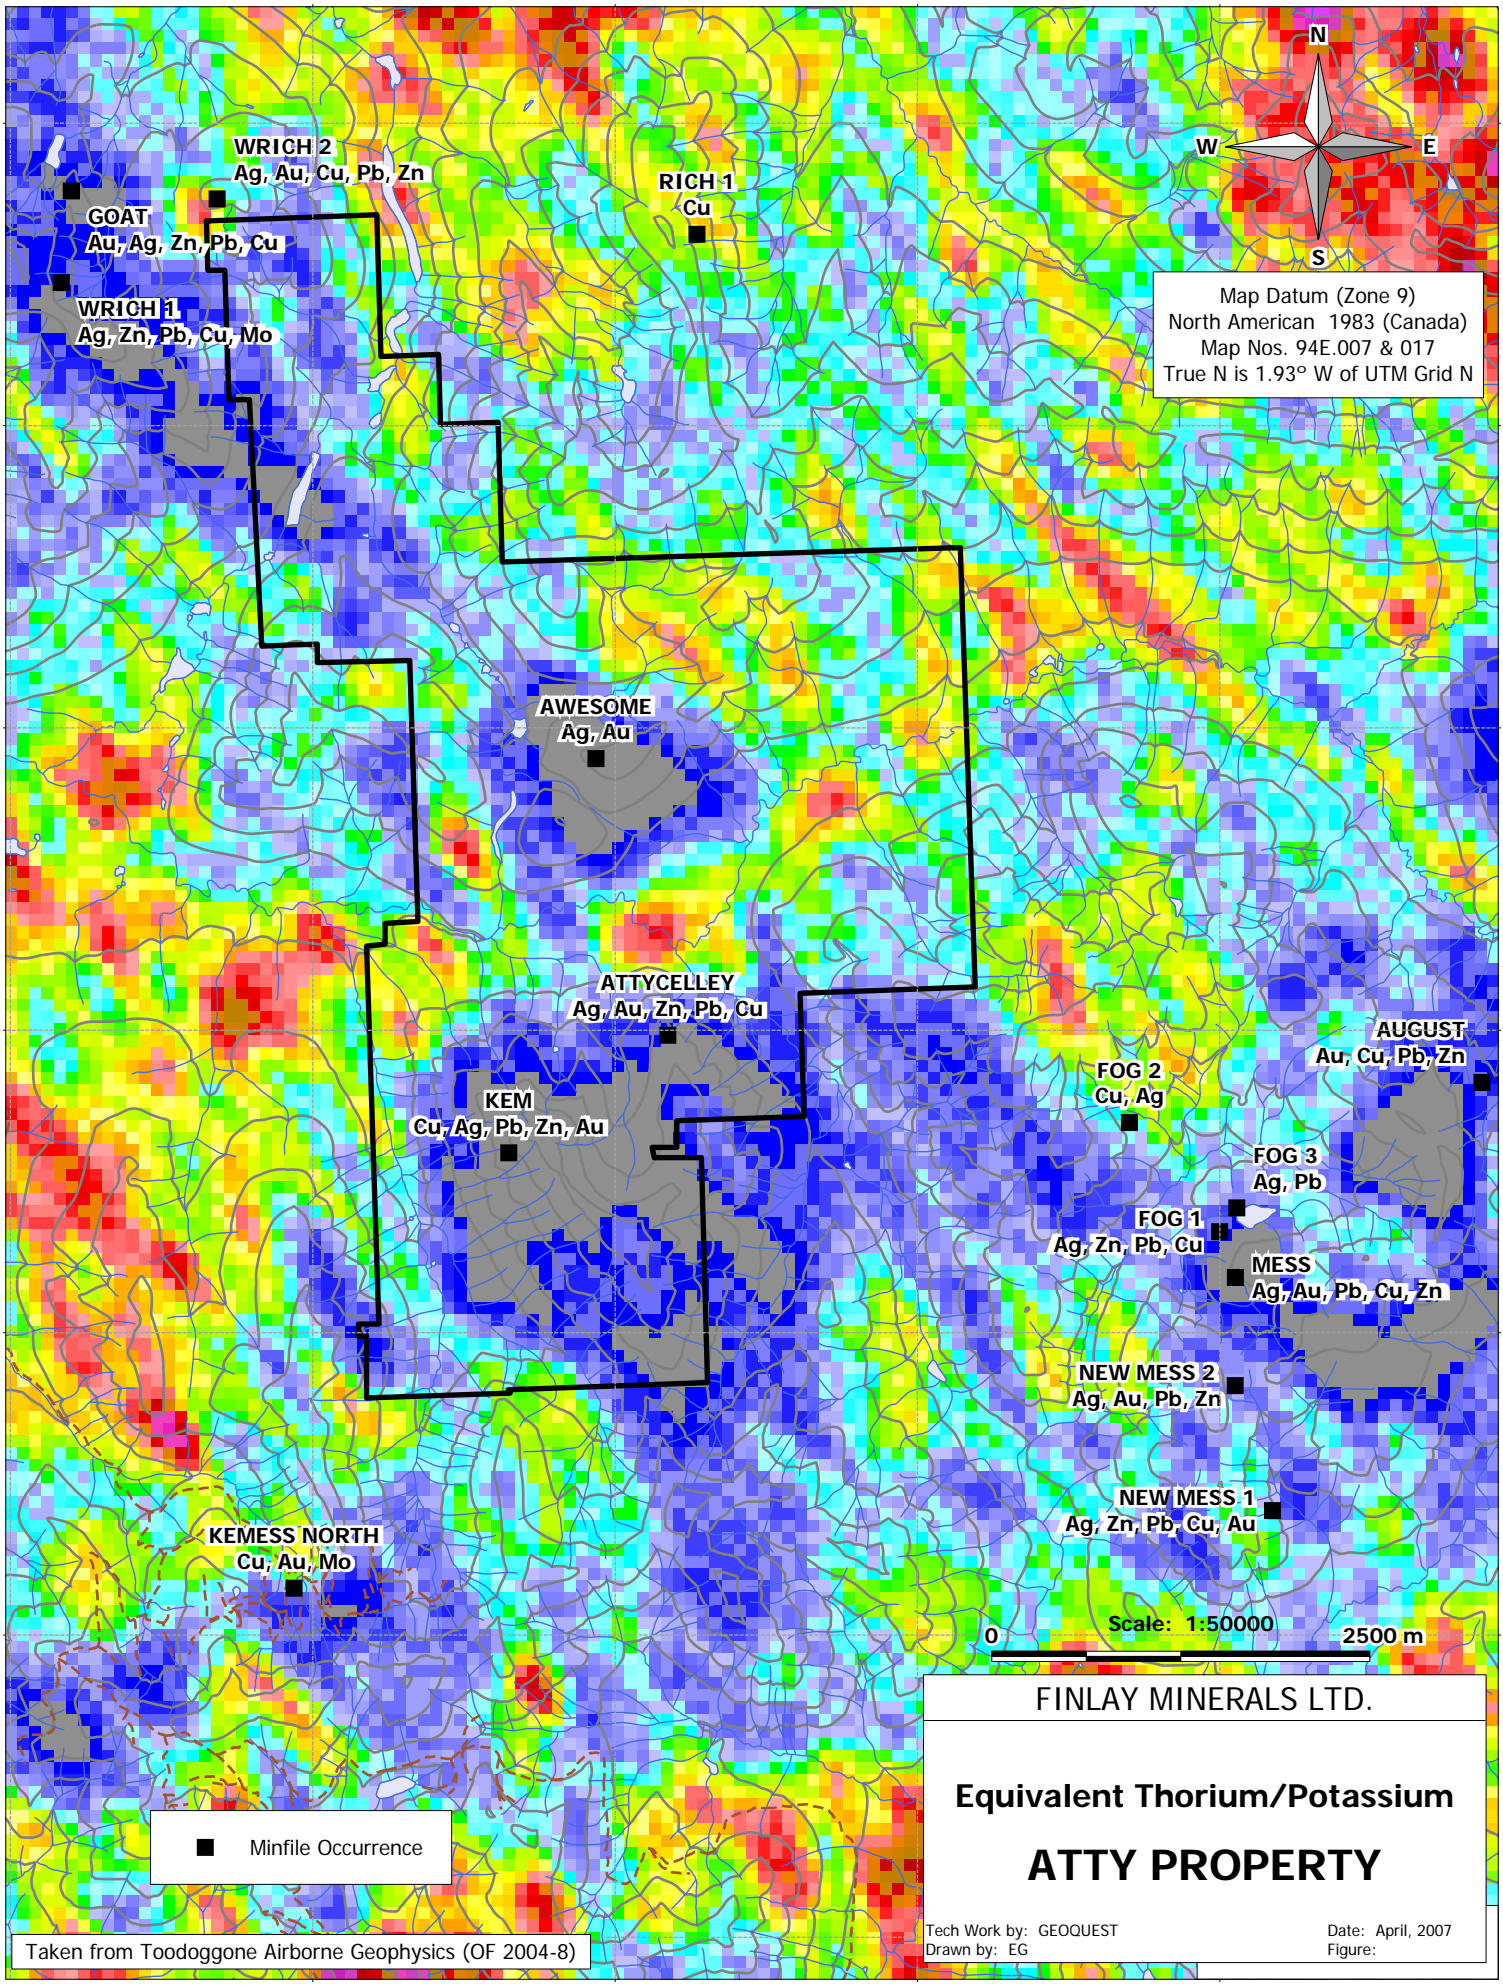 N
W
E
S
WRICH 2
Ag, Au, Cu, Pb, Zn
RICH 1
Cu
GOAT
Au, Ag, Zn, Pb, Cu
WRICH 1
Ag, Zn, Pb, Cu, Mo
Map Datum (Zone 9)
North American 1983 (Canada)
Map Nos. 94E.007 & 017
True N is 1.93° W of UTM Grid N
AWESOME
Ag, Au
ATTYCELLEY
Ag, Au, Zn, Pb, Cu
AUGUST
Au, Cu, Pb, Zn
FOG 2
Cu, Ag
KEM
Cu, Ag, Pb, Zn, Au
FOG 3
Ag, Pb
FOG 1
Ag, Zn, Pb, Cu
MESS
Ag, Au, Pb, Cu, Zn
NEW MESS 2
Ag, Au, Pb, Zn
NEW MESS 1
Ag, Zn, Pb, Cu, Au
KEMESS NORTH
Cu, Au, Mo
Scale: 1:50000
0
2500 m
FINLAY MINERALS LTD.
Equivalent Thorium/Potassium
ATTY PROPERTY
Tech Work by: GEOQUEST
Date: April, 2007
Drawn by: EG
Figure:
Minfile Occurrence
Taken from Toodoggone Airborne Geophysics (OF 2004-8)